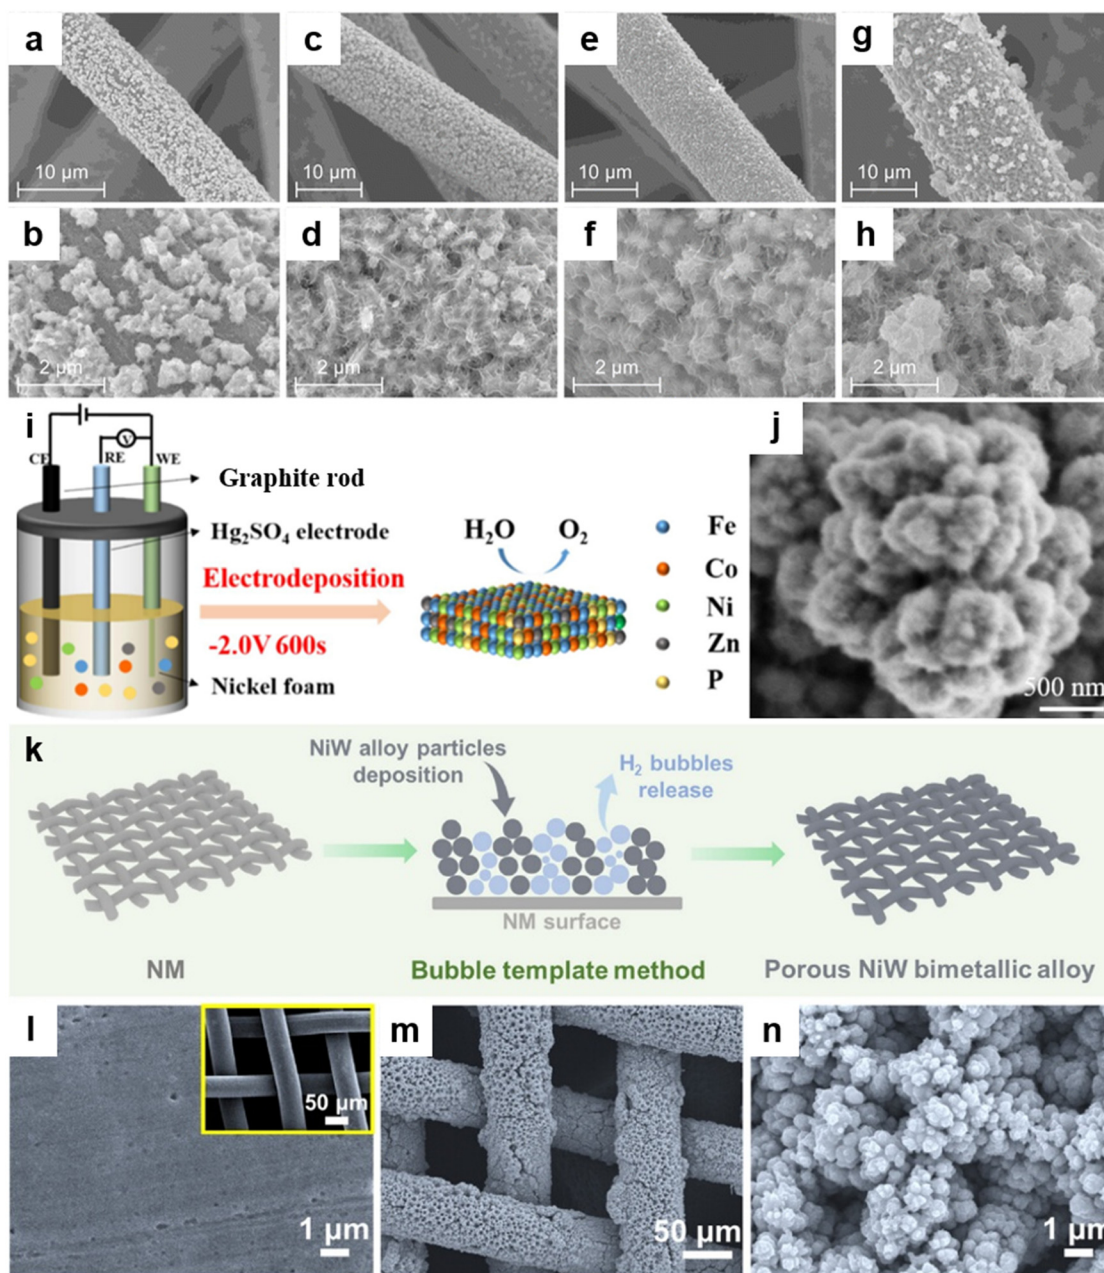 a
c
e
g
10 µm
10 µm
10 µm
10 µm
b
d
f
h
2 µm
2 µm
2 µm
2 µm
i
V
CE
RE
WE
Graphite rod
Hg2SO4 electrode
Electrodeposition
-2.0V 600s
Nickel foam
H2O
O2
Fe
Co
Ni
Zn
P
j
500 nm
k
NiW alloy particles
deposition
H2 bubbles
release
NM surface
NM
Bubble template method
Porous NiW bimetallic alloy
l
50 µm
1 µm
m
50 µm
n
1 µm